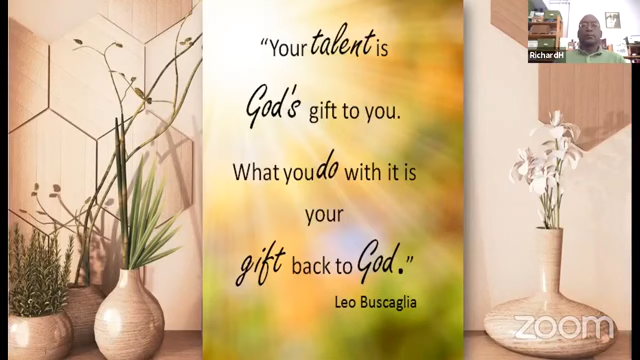 “Your talent is
God's gift to you.
What you do with it is
your
gift back to God.”
Leo Buscaglia
RichardH
zoom